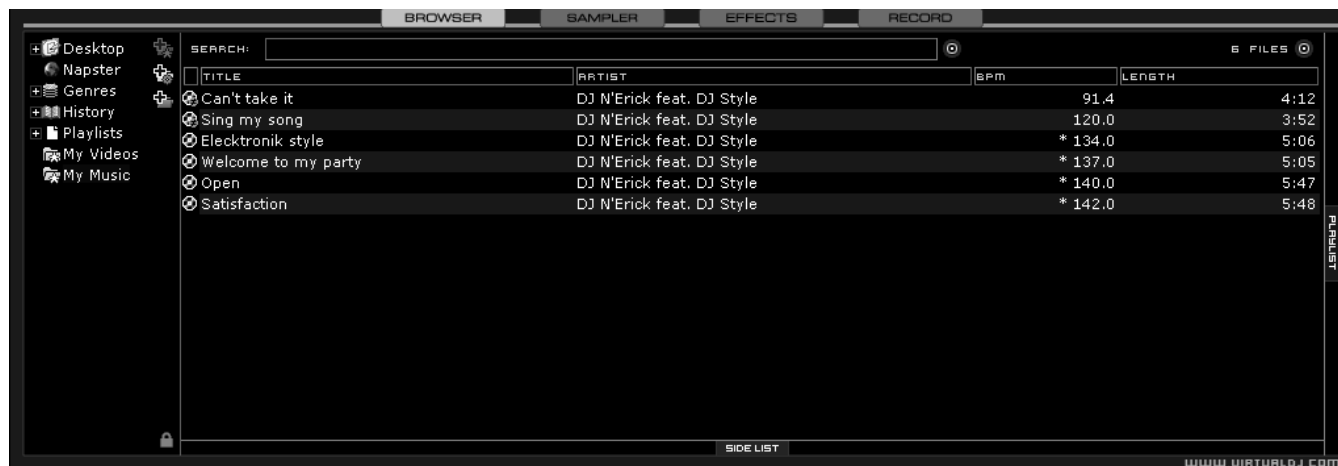 BROWSER SAMPLER EFFECTS RECORD
Desktop
Napster
Genres
History
Playlists
My Videos
My Music
SEARCH: 6 FILES
TITLE ARTIST BPM LENGTH
Can't take it DJ N'Erick feat. DJ Style 91.4 4:12
Sing my song DJ N'Erick feat. DJ Style 120.0 3:52
Elecktronik style DJ N'Erick feat. DJ Style * 134.0 5:06
Welcome to my party DJ N'Erick feat. DJ Style * 137.0 5:05
Open DJ N'Erick feat. DJ Style * 140.0 5:47
Satisfaction DJ N'Erick feat. DJ Style * 142.0 5:48
PLAYLIST
SIDE LIST
WWW.VIRTUALDJ.COM